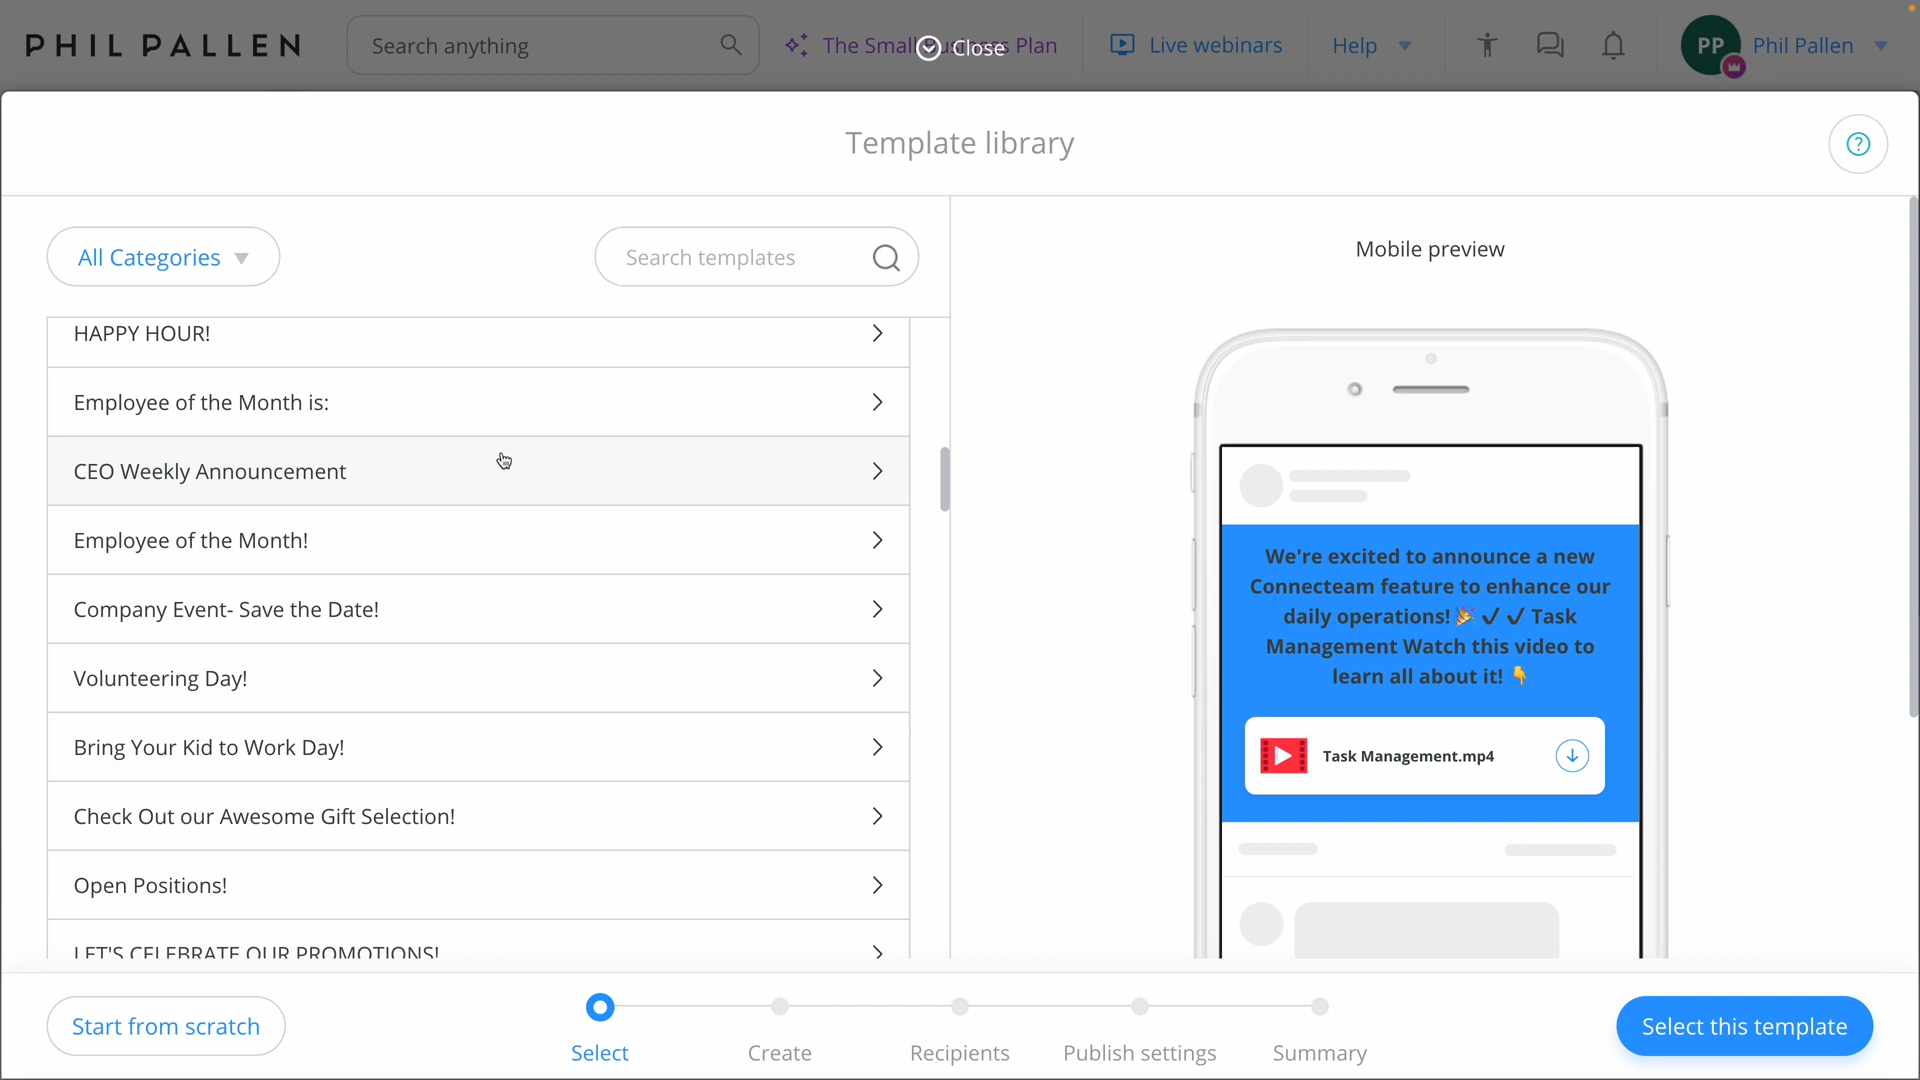 PHIL PALLEN
Search anything
The Small Business Plan
Close
Live webinars
Help
PP
Phil Pallen
Template library
?
All Categories
Search templates
HAPPY HOUR!
Employee of the Month is:
CEO Weekly Announcement
Employee of the Month!
Company Event- Save the Date!
Volunteering Day!
Bring Your Kid to Work Day!
Check Out our Awesome Gift Selection!
Open Positions!
LET'S CELEBRATE OUR PROMOTIONS!
Mobile preview
We're excited to announce a new
Connecteam feature to enhance our
daily operations! 🎉 ✓ ✓ Task
Management Watch this video to
learn all about it! 👇
Task Management.mp4
Start from scratch
Select
Create
Recipients
Publish settings
Summary
Select this template